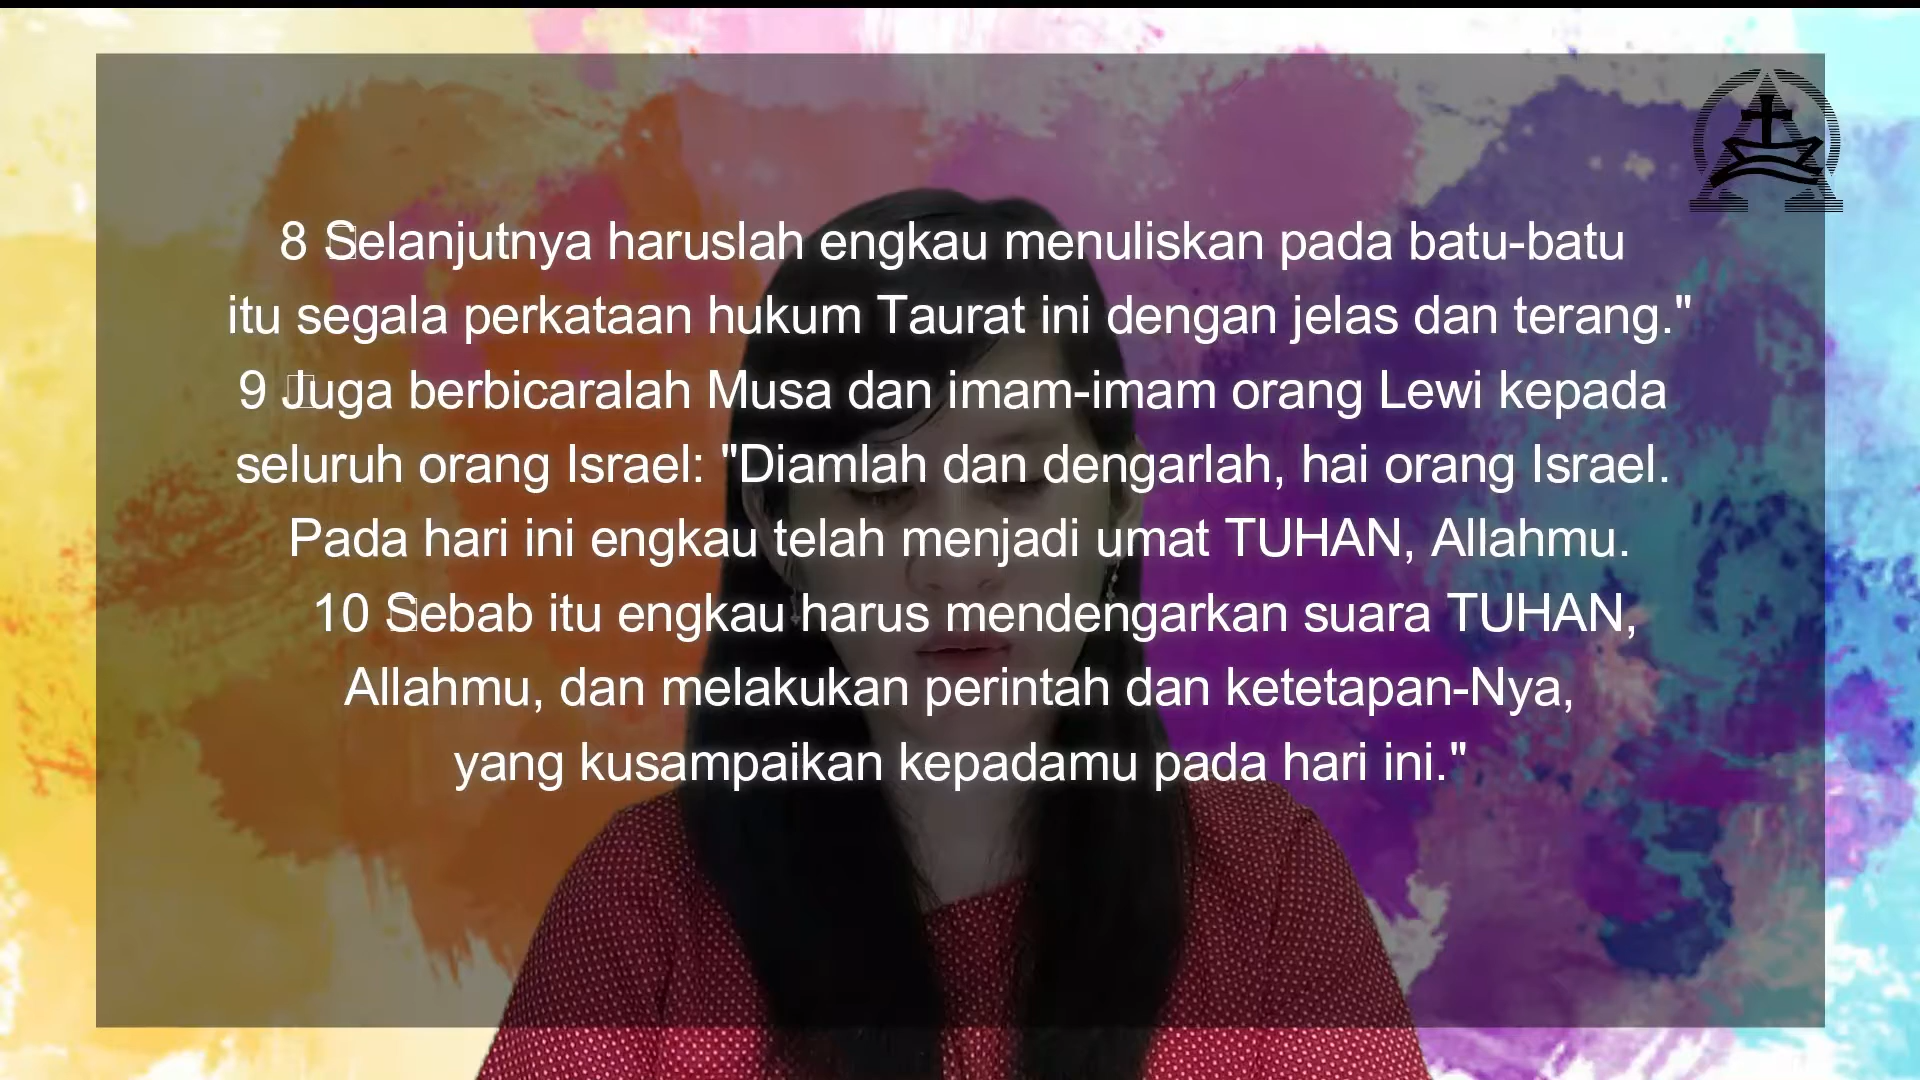 8 Selanjutnya haruslah engkau menuliskan pada batu-batu
itu segala perkataan hukum Taurat ini dengan jelas dan terang."
9 Juga berbicaralah Musa dan imam-imam orang Lewi kepada
seluruh orang Israel: "Diamlah dan dengarlah, hai orang Israel.
Pada hari ini engkau telah menjadi umat TUHAN, Allahmu.
10 Sebab itu engkau harus mendengarkan suara TUHAN,
Allahmu, dan melakukan perintah dan ketetapan-Nya,
yang kusampaikan kepadamu pada hari ini."